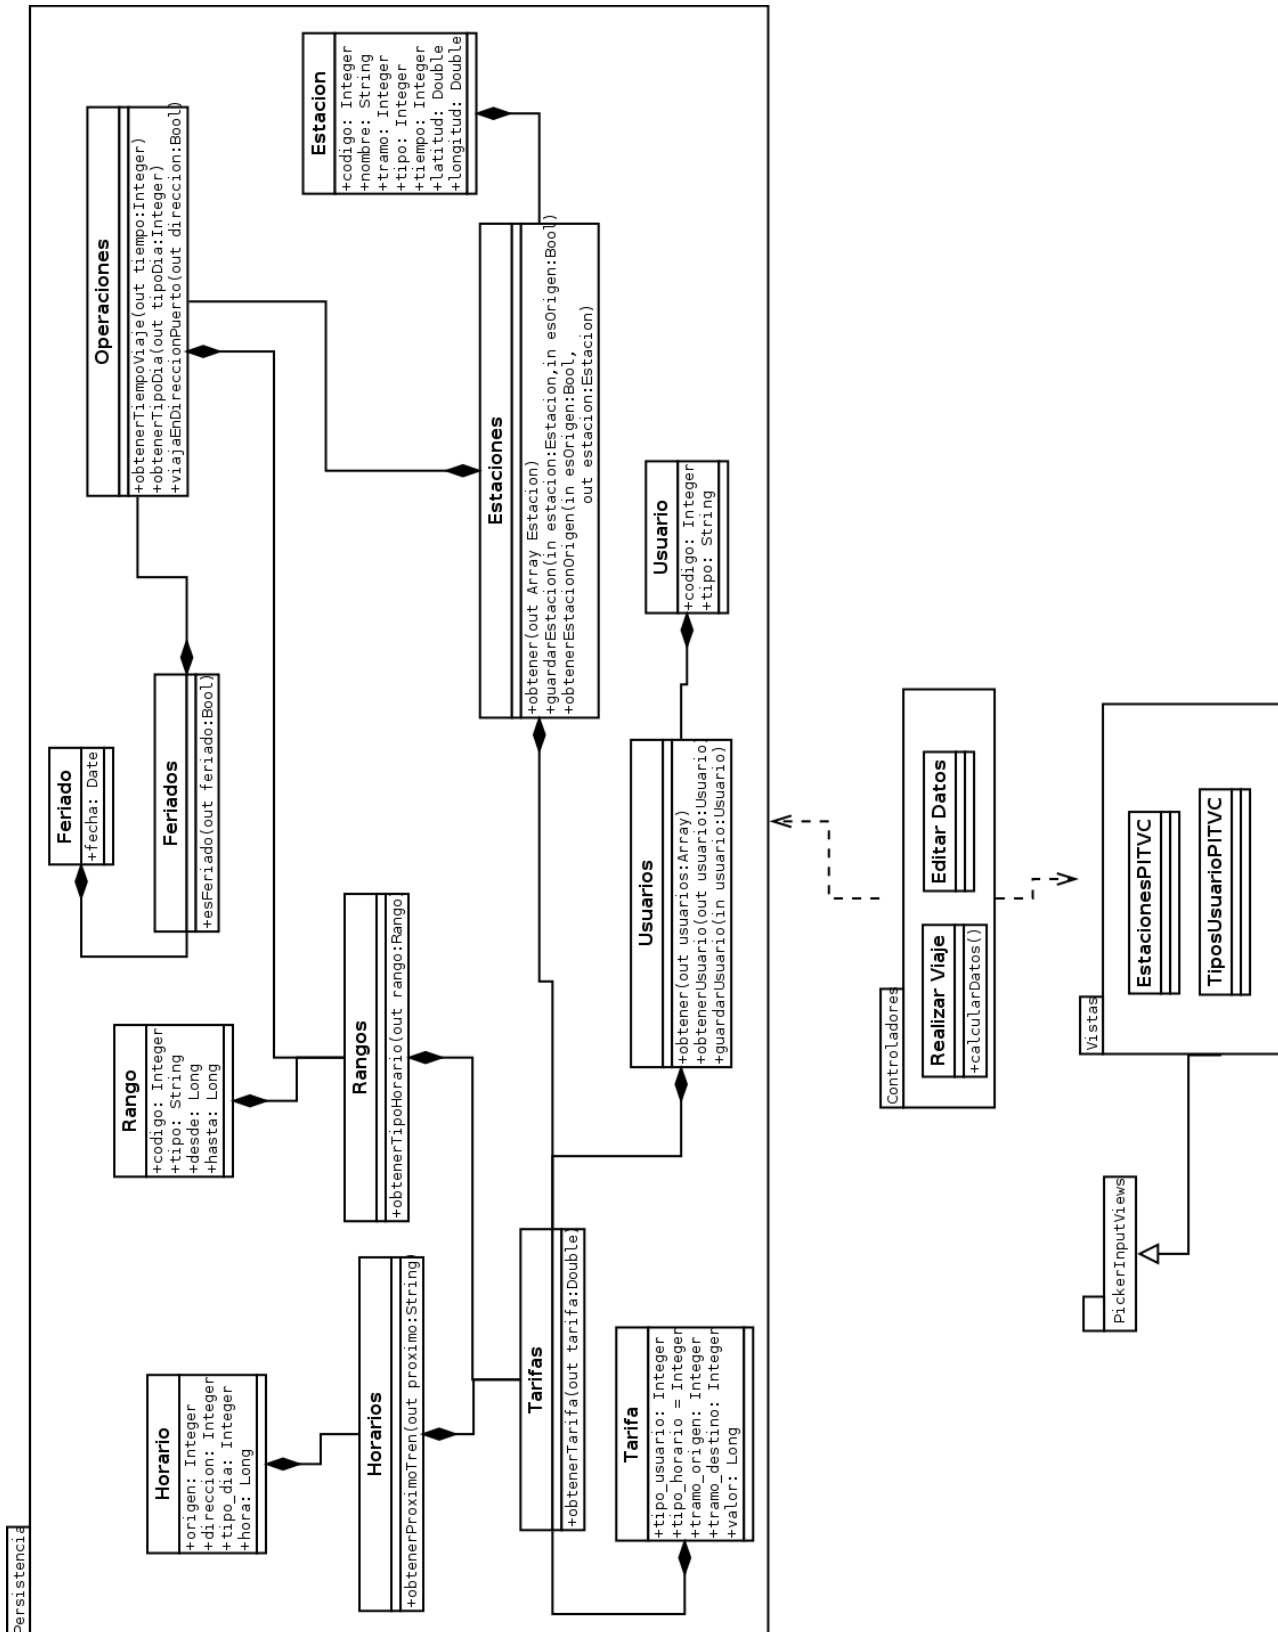 Persistencia
Horario
+origen: Integer
+direccion: Integer
+tipo_dia: Integer
+hora: Long
Rango
+codigo: Integer
+tipo: String
+desde: Long
+hasta: Long
Feriado
+fecha: Date
Feriados
+esFeriado(out feriado:Bool)
Operaciones
+obtenerTiempoViaje(out tiempo:Integer)
+obtenerTipoDia(out tipoDia:Integer)
+viajaEnDireccionPuerto(out direccion:Bool)
Estacion
+codigo: Integer
+nombre: String
+tramo: Integer
+tipo: Integer
+tiempo: Integer
+latitud: Double
+longitud: Double
Horarios
+obtenerProximoTren(out proximo:String)
Rangos
+obtenerTipoHorario(out rango:Rango
Tarifas
+obtenerTarifa(out tarifa:Double)
Estaciones
+obtener(out Array Estacion)
+guardarEstacion(in estacion:Estacion,in esOrigen:Bool)
+obtenerEstacionOrigen(in esOrigen:Bool,
out estacion:Estacion)
Tarifa
+tipo_usuario: Integer
+tipo_horario = Integer
+tramo_origen: Integer
+tramo_destino: Integer
+valor: Long
Usuarios
+obtener(out usuarios:Array)
+obtenerUsuario(out usuario:Usuario)
+guardarUsuario(in usuario:Usuario)
Usuario
+codigo: Integer
+tipo: String
Controladores
Realizar Viaje
+calcularDatos()
Editar Datos
Vistas
EstacionesPITVC
TiposUsuarioPITVC
PickerInputViews